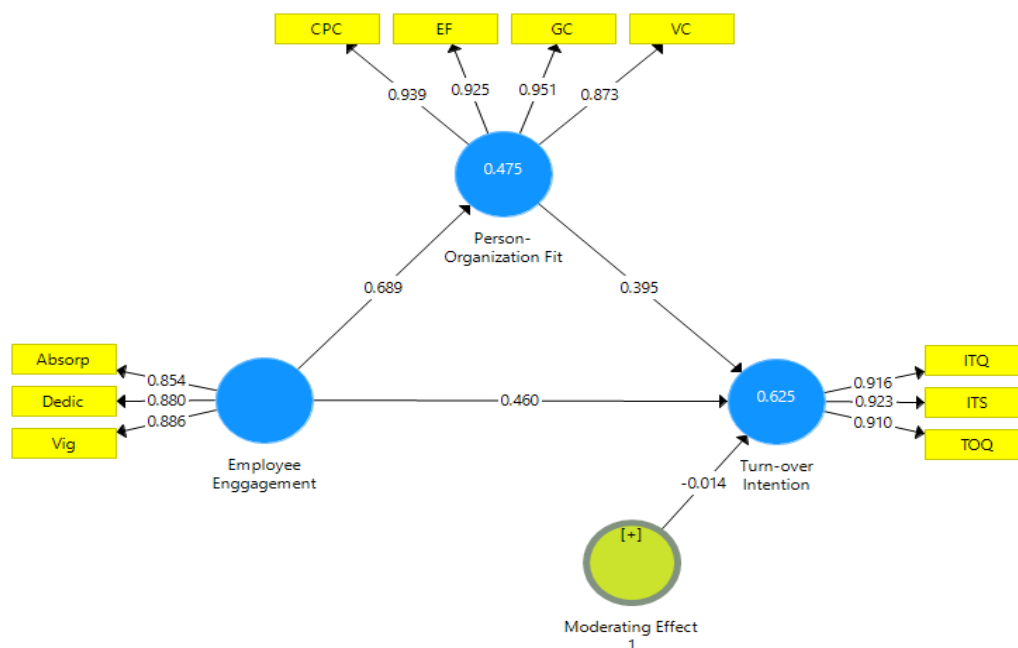 CPC
EF
GC
VC
0.939
0.925
0.951
0.873
0.475
Person-
Organization Fit
0.689
0.395
Absorp
Dedic
Vig
0.854
0.880
0.886
Employee
Enggagement
0.460
0.625
Turn-over
Intention
0.916
0.923
0.910
ITQ
ITS
TOQ
-0.014
[+]
Moderating Effect
1